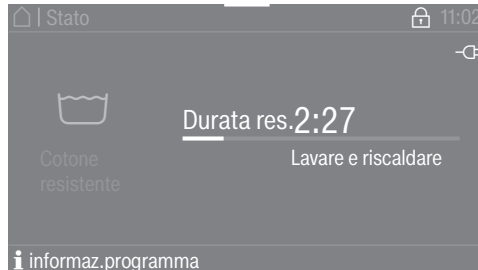 | Stato 11:02
Durata res.2:27
Lavare e riscaldare
Cotone
resistente
i informaz.programma